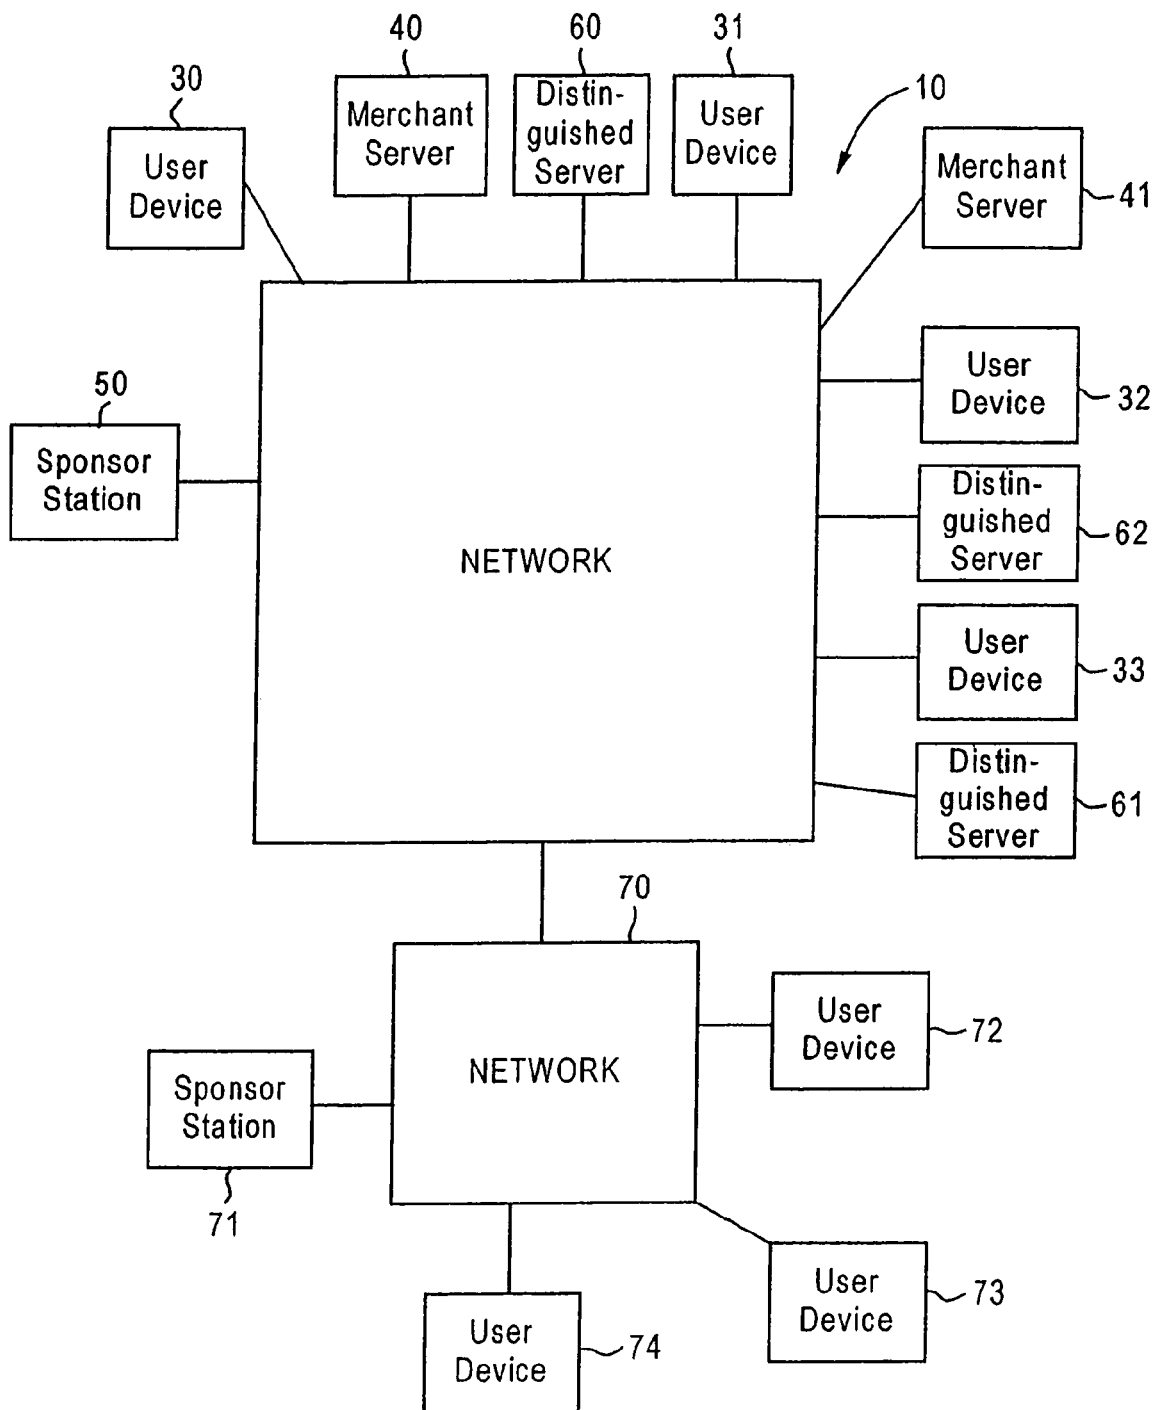 40
60
31
30
10
Merchant
Server
Distin-
guished
Server
User
Device
User
Device
Merchant
Server
41
User
Device
32
50
Sponsor
Station
Distin-
guished
Server
62
NETWORK
User
Device
33
Distin-
guished
Server
61
70
User
Device
72
NETWORK
Sponsor
Station
71
User
Device
73
User
Device
74